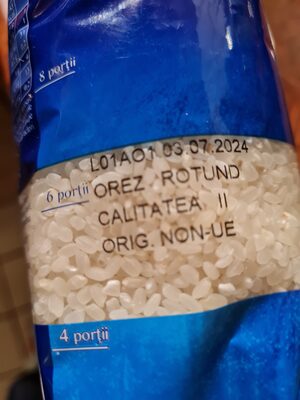 8 porții
L01AO1 03.07.2024
OREZ ROTUND
6 porții
CALITATEA II
ORIG. NON-UE
4 porții